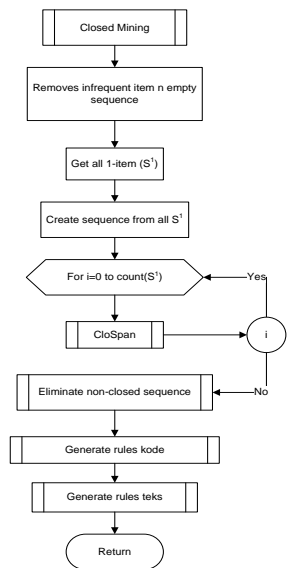 Closed Mining
Removes infrequent item n empty
sequence
Get all 1-item (S¹)
Create sequence from all S¹
For i=0 to count(S¹)
Yes
CloSpan
i
Eliminate non-closed sequence
No
Generate rules kode
Generate rules teks
Return